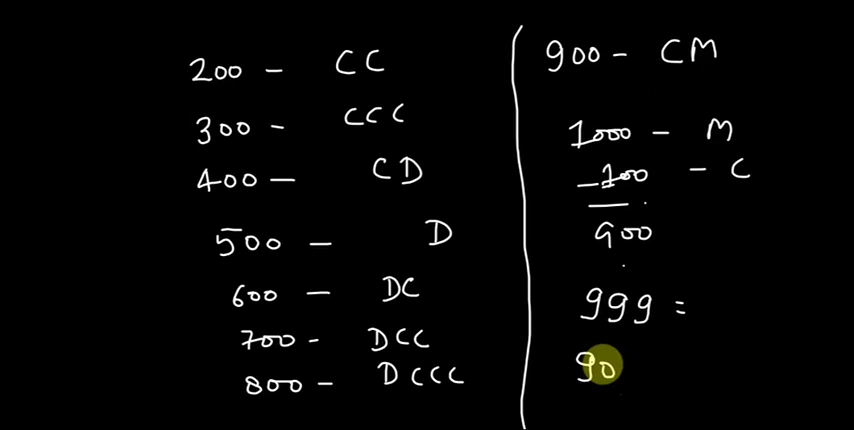 200 - CC
300 - CCC
400 - CD
500 - D
600 - DC
700 - DCC
800 - DCCC
900 - CM
1000 - M
-100 - C
900
999 =
90